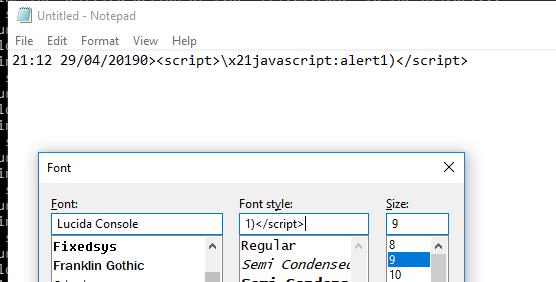 Untitled - Notepad
File Edit Format View Help
21:12 29/04/20190><script>\x21javascript:alert1)</script>
Font
Font: Font style: Size:
Lucida Console 1)</script> 9
Fixedsys Regular 8
Franklin Gothic Semi Condensed 9
10